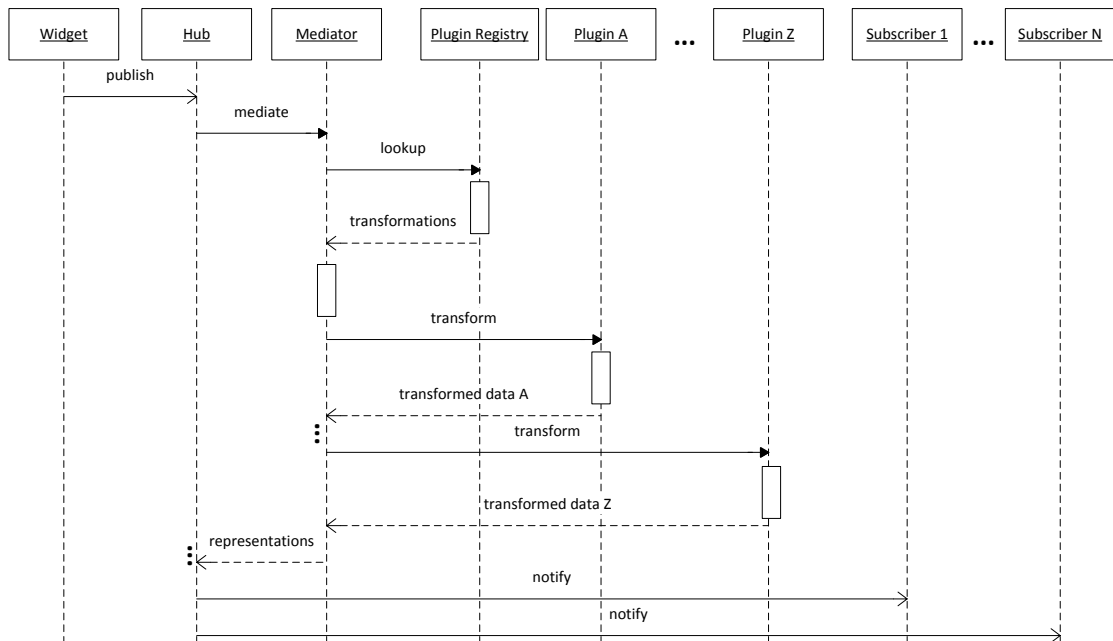 Widget Hub Mediator Plugin Registry Plugin A ... Plugin Z Subscriber 1 ... Subscriber N
publish
mediate
lookup
transformations
transform
transformed data A
transform
transformed data Z
representations
notify
notify